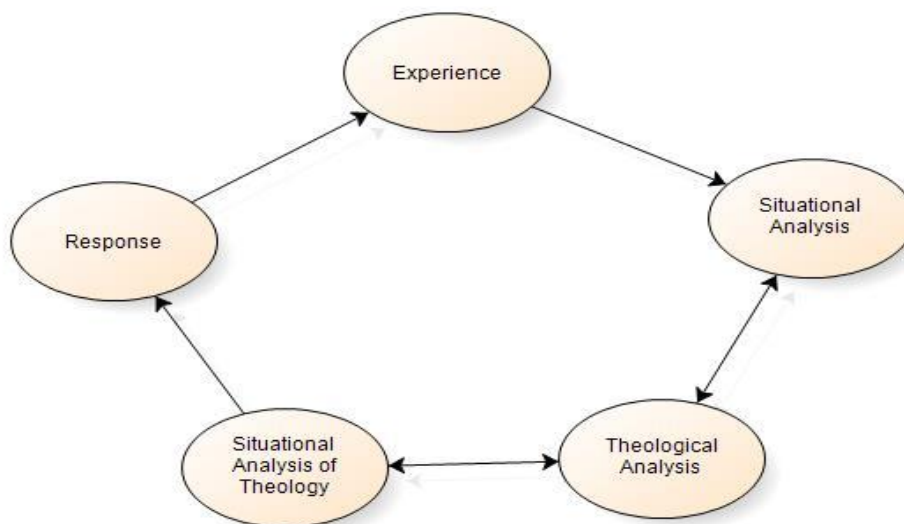 Experience
Situational
Analysis
Response
Situational
Analysis of
Theology
Theological
Analysis